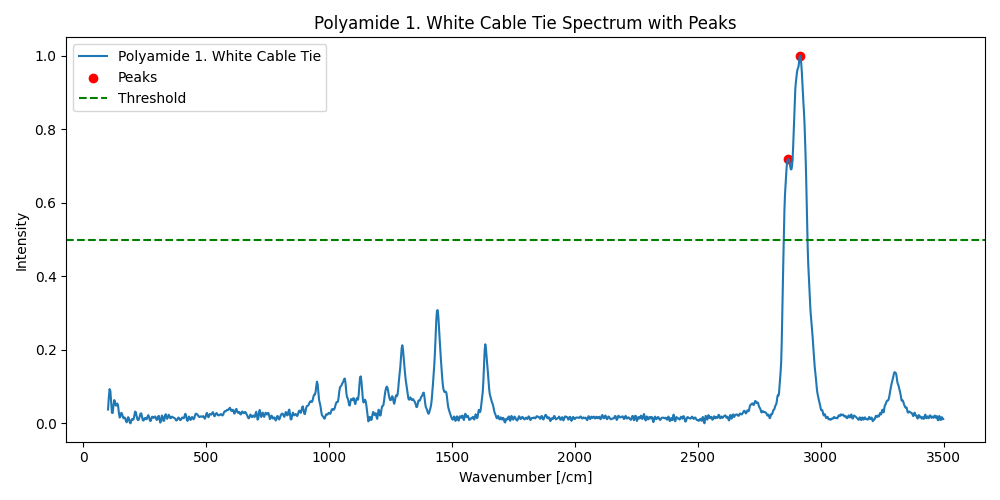 Polyamide 1. White Cable Tie Spectrum with Peaks
Polyamide 1. White Cable Tie
Peaks
Threshold
Intensity
1.0
0.8
0.6
0.4
0.2
0.0
0 500 1000 1500 2000 2500 3000 3500
Wavenumber [/cm]